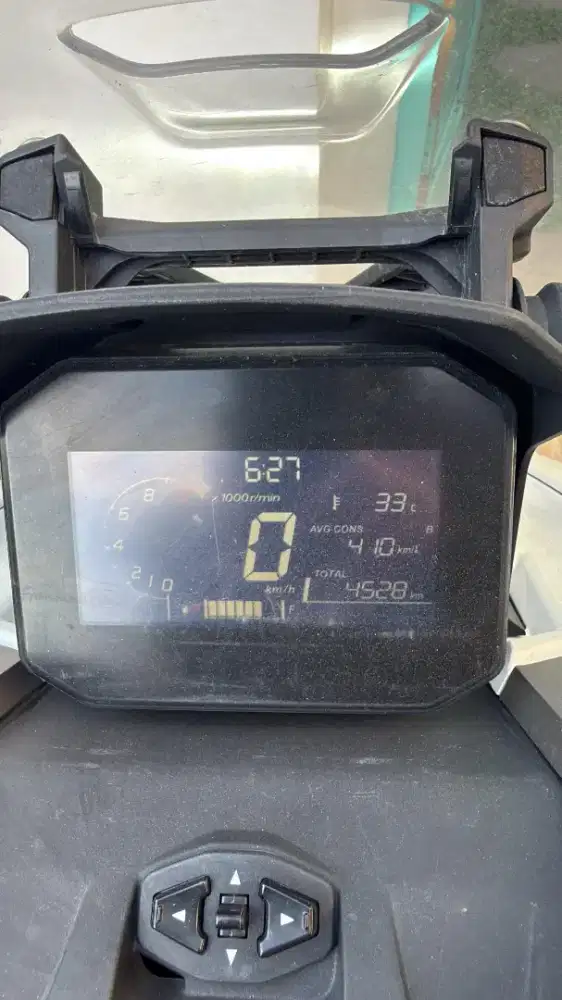 6:27
8
x1000r/min
33 c
6
AVG CONS B
0
410 km/L
4
TOTAL
2 1 0
km/h
4528 km
F